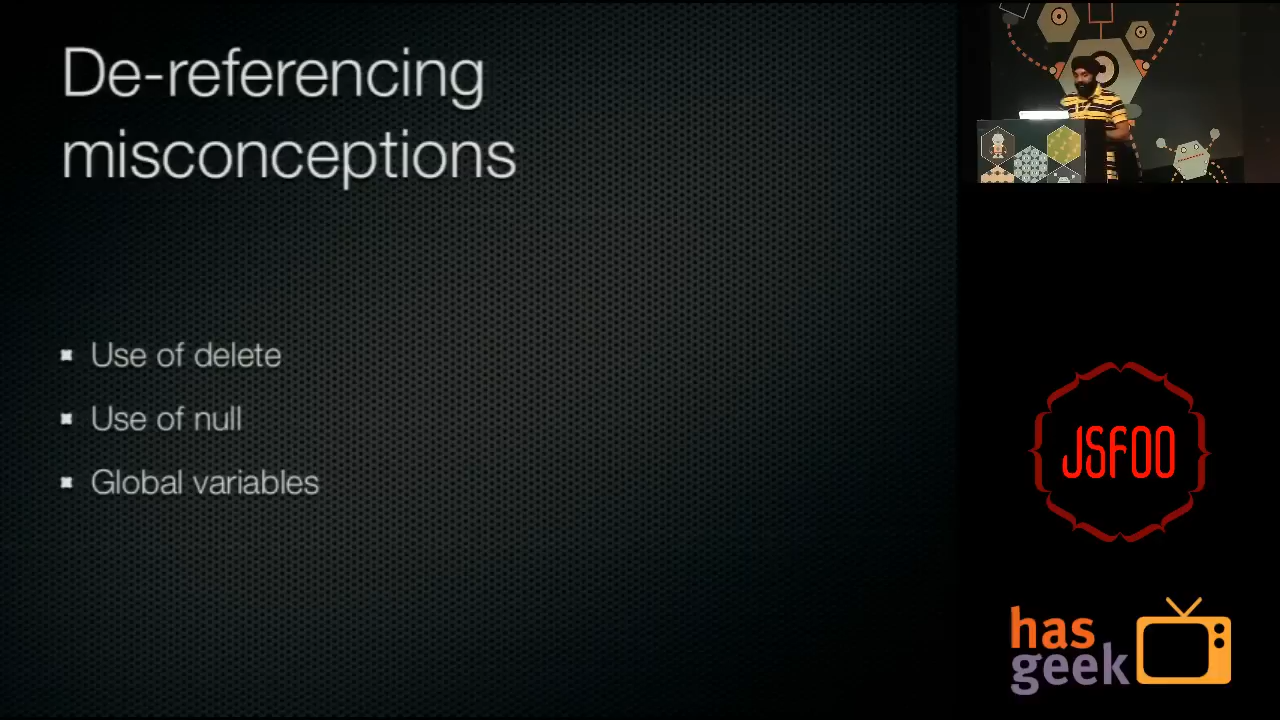 De-referencing
misconceptions
Use of delete
Use of null
Global variables
JSFOO
has
geek